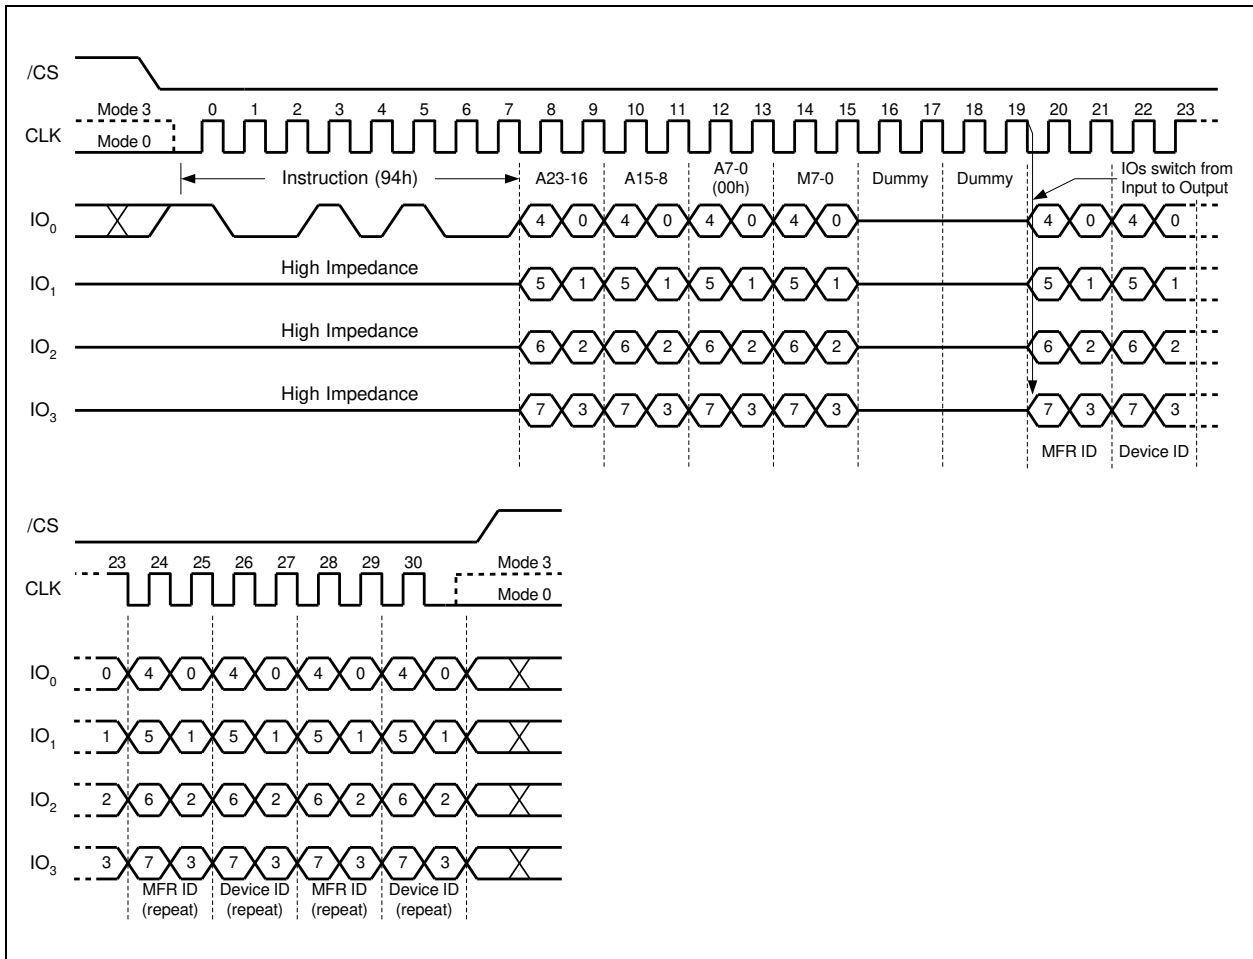 /CS
Mode 3
0 1 2 3 4 5 6 7 8 9 10 11 12 13 14 15 16 17 18 19 20 21 22 23
CLK
Mode 0
Instruction (94h)
A23-16
A15-8
A7-0
(00h)
M7-0
Dummy
Dummy
IOs switch from
Input to Output
IO0
4 0 4 0 4 0 4 0 4 0 4 0
High Impedance
IO1
5 1 5 1 5 1 5 1 5 1 5 1
High Impedance
IO2
6 2 6 2 6 2 6 2 6 2 6 2
High Impedance
IO3
7 3 7 3 7 3 7 3 7 3 7 3
MFR ID
Device ID
/CS
23 24 25 26 27 28 29 30
Mode 3
CLK
Mode 0
IO0
0 4 0 4 0 4 0 4 0
IO1
1 5 1 5 1 5 1 5 1
IO2
2 6 2 6 2 6 2 6 2
IO3
3 7 3 7 3 7 3 7 3
MFR ID
(repeat)
Device ID
(repeat)
MFR ID
(repeat)
Device ID
(repeat)